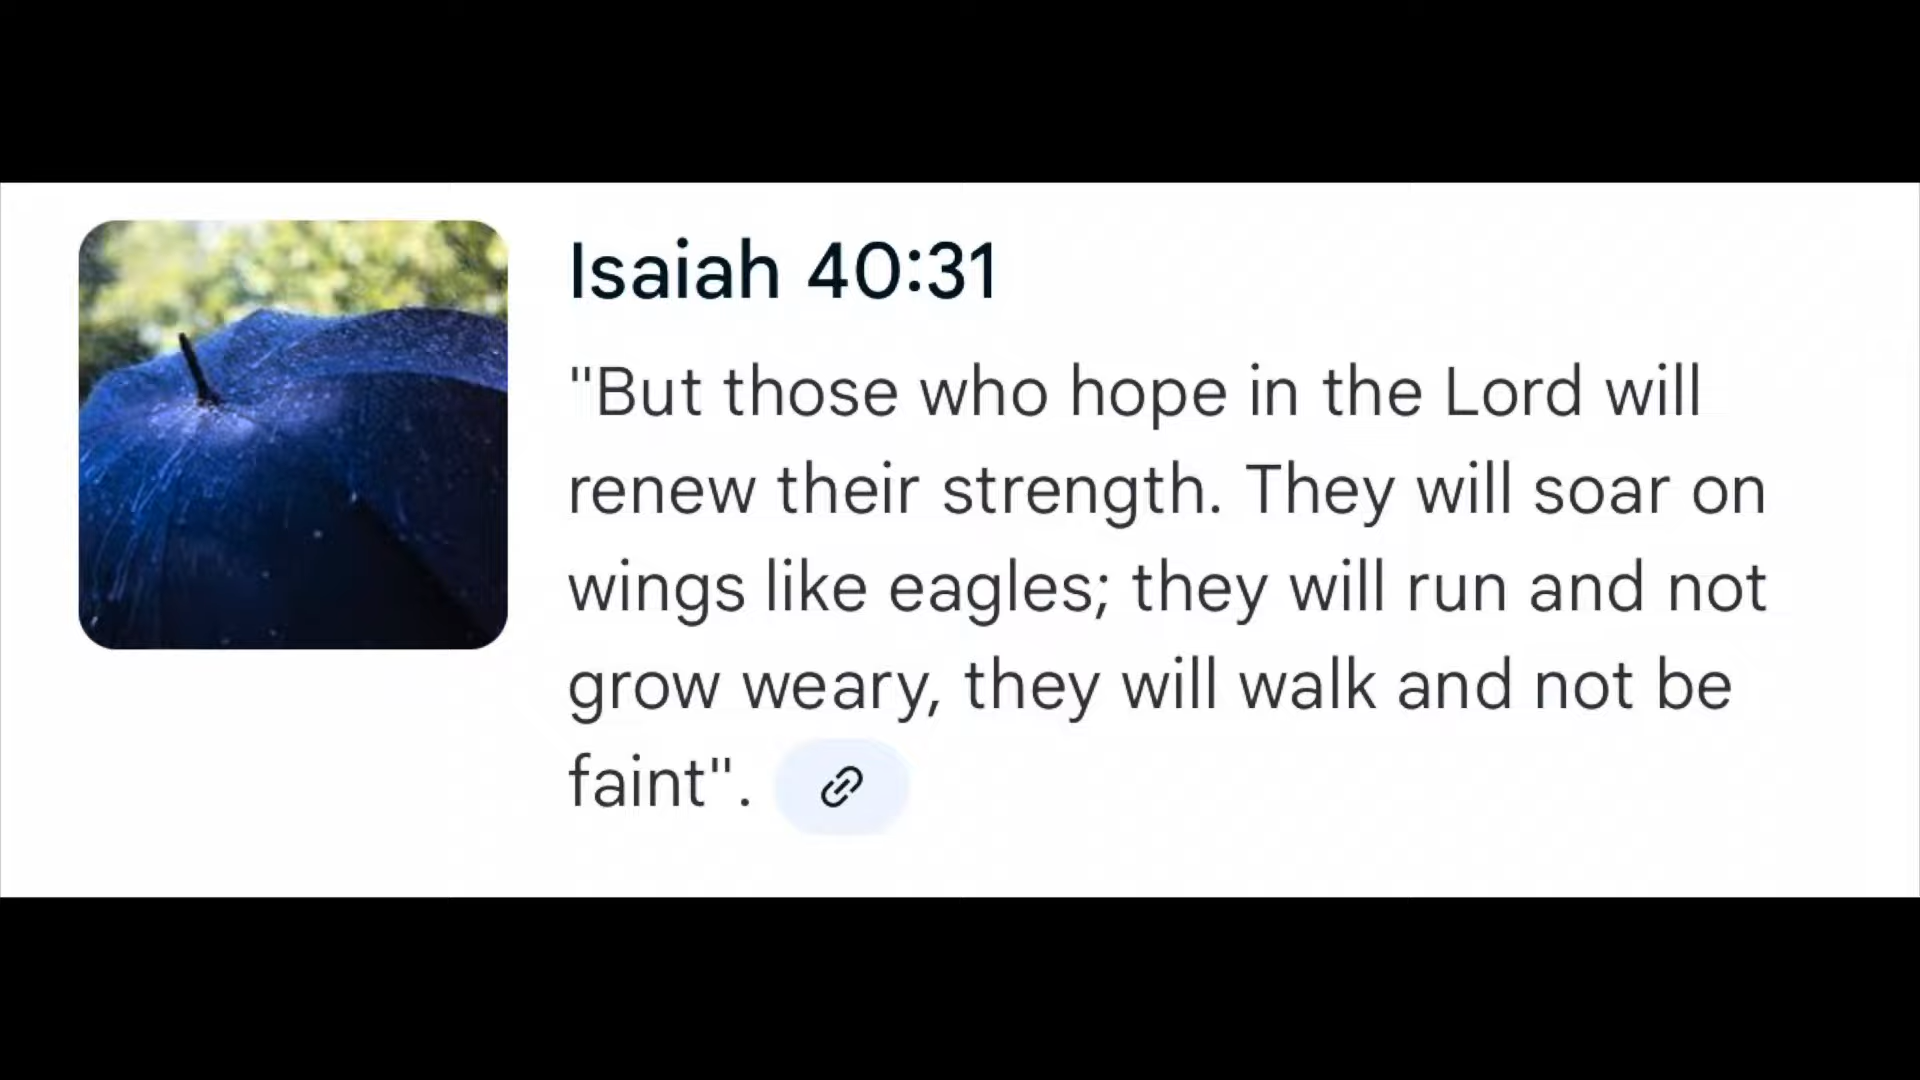 Isaiah 40:31
"But those who hope in the Lord will
renew their strength. They will soar on
wings like eagles; they will run and not
grow weary, they will walk and not be
faint".